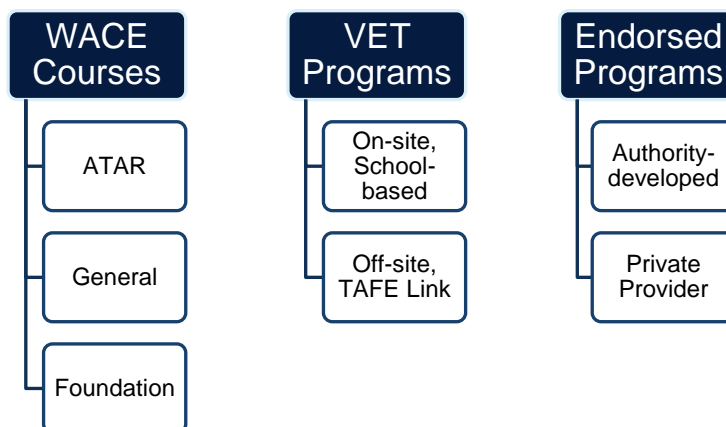 WACE
Courses
ATAR
General
Foundation
VET
Programs
On-site,
School-
based
Off-site,
TAFE Link
Endorsed
Programs
Authority-
developed
Private
Provider